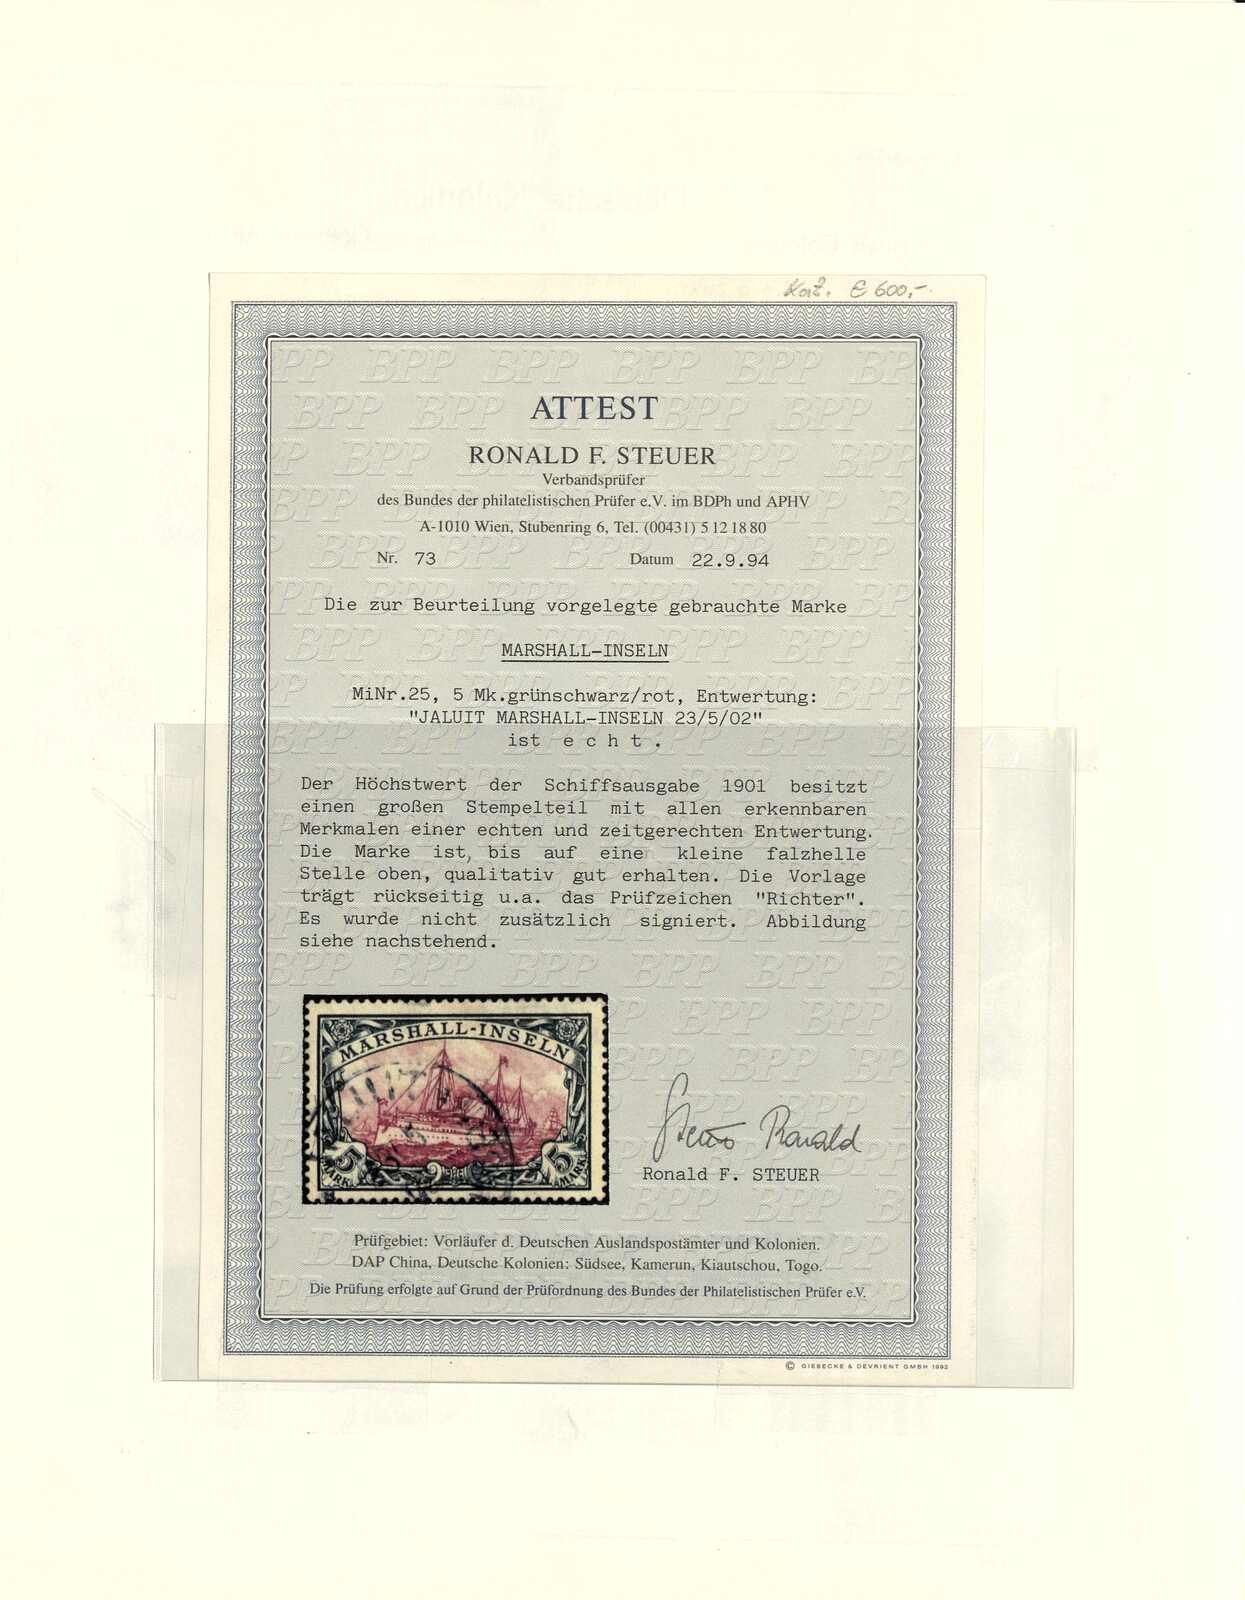 Kat. € 600,-
ATTEST
RONALD F. STEUER
Verbandsprüfer
des Bundes der philatelistischen Prüfer e.V. im BDPh und APHV
A-1010 Wien, Stubenring 6, Tel. (00431) 5 12 18 80
Nr. 73 Datum 22.9.94
Die zur Beurteilung vorgelegte gebrauchte Marke
MARSHALL-INSELN
MiNr.25, 5 Mk.grünschwarz/rot, Entwertung:
"JALUIT MARSHALL-INSELN 23/5/02"
ist e c h t .
Der Höchstwert der Schiffsausgabe 1901 besitzt
einen großen Stempelteil mit allen erkennbaren
Merkmalen einer echten und zeitgerechten Entwertung.
Die Marke ist, bis auf eine kleine falzhelle
Stelle oben, qualitativ gut erhalten. Die Vorlage
trägt rückseitig u.a. das Prüfzeichen "Richter".
Es wurde nicht zusätzlich signiert. Abbildung
siehe nachstehend.
MARSHALL-INSELN
5 MARK 5 MARK
Steuer Ronald
Ronald F. STEUER
Prüfgebiet: Vorläufer d. Deutschen Auslandspostämter und Kolonien.
DAP China, Deutsche Kolonien: Südsee, Kamerun, Kiautschou, Togo.
Die Prüfung erfolgte auf Grund der Prüfordnung des Bundes der Philatelistischen Prüfer e.V.
© GIESECKE & DEVRIENT GMBH 1992